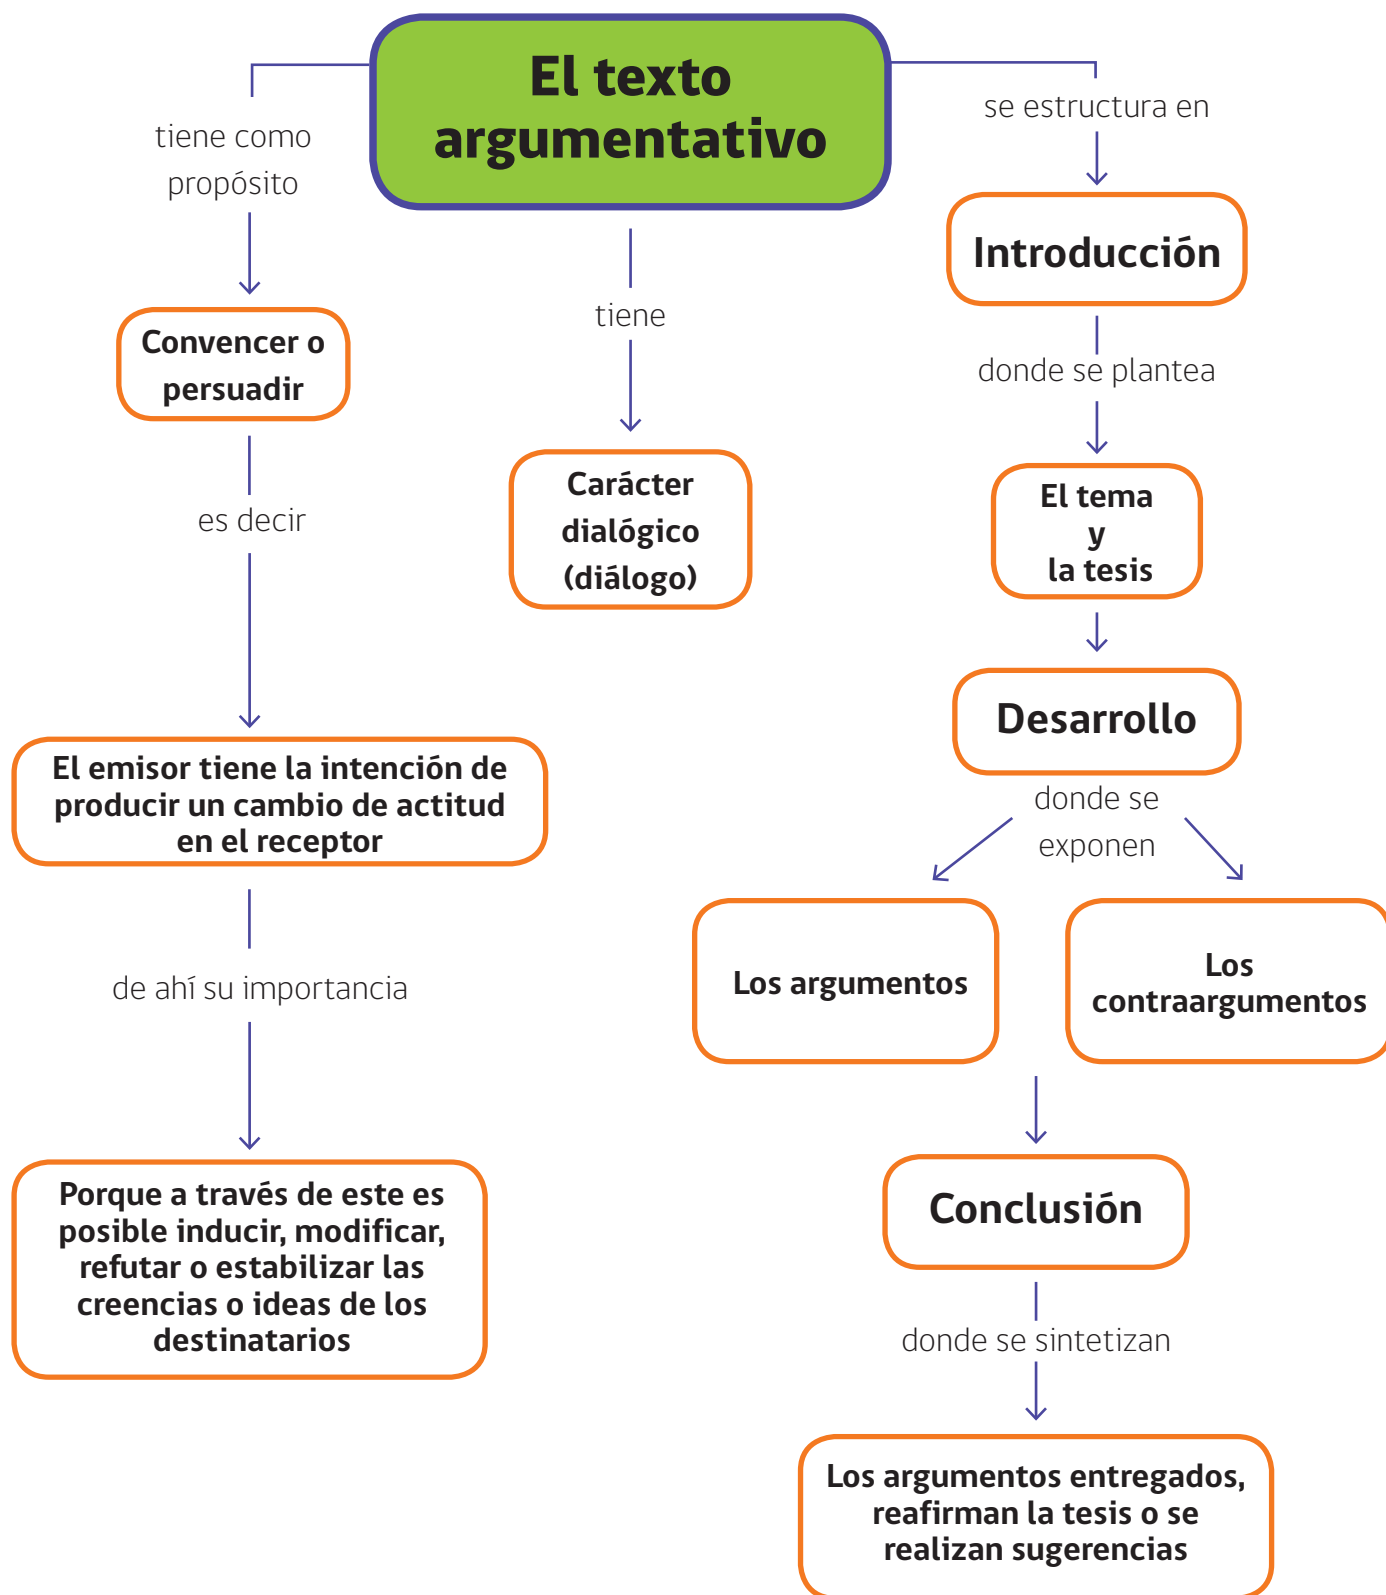 El texto
argumentativo
tiene como
propósito
Convencer o
persuadir
es decir
El emisor tiene la intención de
producir un cambio de actitud
en el receptor
de ahí su importancia
Porque a través de este es
posible inducir, modificar,
refutar o estabilizar las
creencias o ideas de los
destinatarios
tiene
Carácter
dialógico
(diálogo)
se estructura en
Introducción
donde se plantea
El tema
y
la tesis
Desarrollo
donde se
exponen
Los argumentos
Los
contraargumentos
Conclusión
donde se sintetizan
Los argumentos entregados,
reafirman la tesis o se
realizan sugerencias